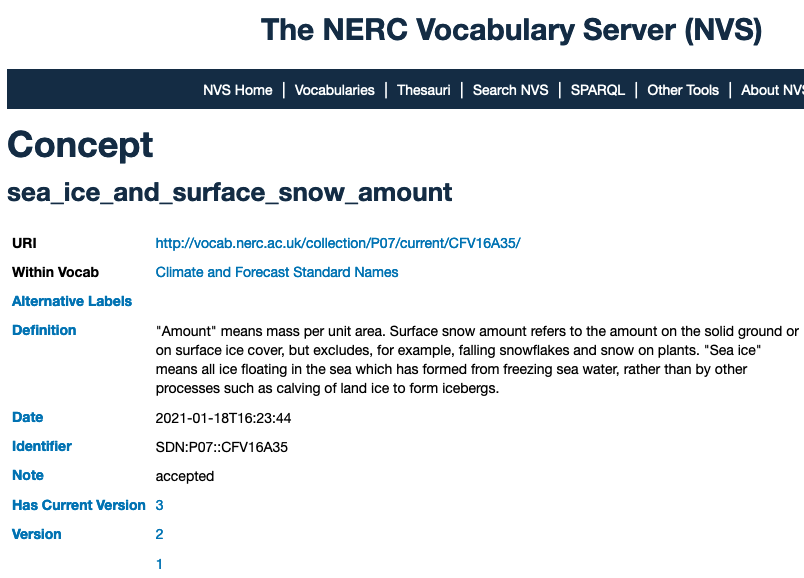 The NERC Vocabulary Server (NVS)
NVS Home | Vocabularies | Thesauri | Search NVS | SPARQL | Other Tools | About NVS
Concept
sea_ice_and_surface_snow_amount
URI http://vocab.nerc.ac.uk/collection/P07/current/CFV16A35/
Within Vocab Climate and Forecast Standard Names
Alternative Labels
Definition "Amount" means mass per unit area. Surface snow amount refers to the amount on the solid ground or
on surface ice cover, but excludes, for example, falling snowflakes and snow on plants. "Sea ice"
means all ice floating in the sea which has formed from freezing sea water, rather than by other
processes such as calving of land ice to form icebergs.
Date 2021-01-18T16:23:44
Identifier SDN:P07::CFV16A35
Note accepted
Has Current Version 3
Version 2
1